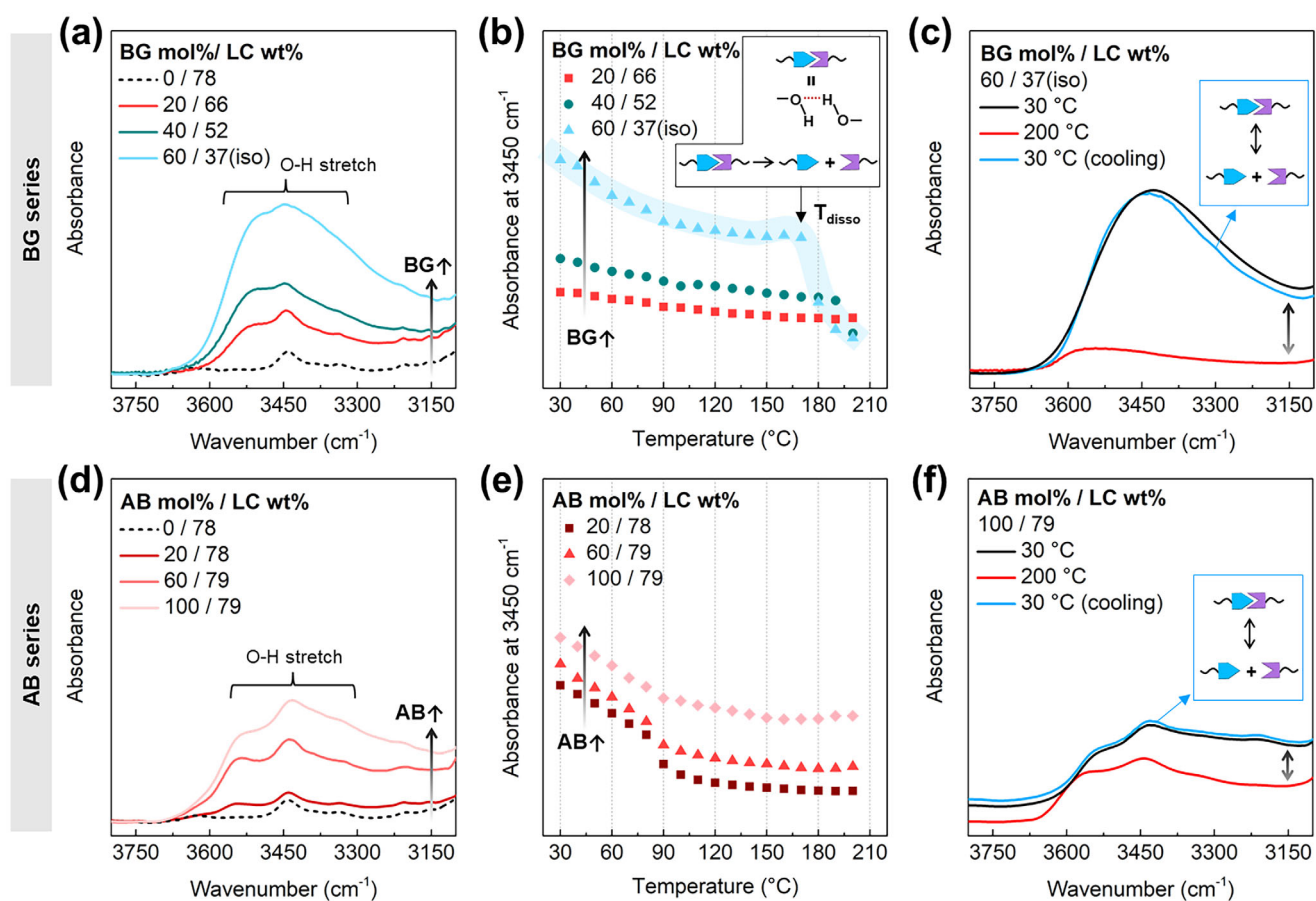 BG series
(a)
BG mol%/ LC wt%
0 / 78
20 / 66
40 / 52
60 / 37(iso)
O-H stretch
BG↑
Absorbance
3750 3600 3450 3300 3150
Wavenumber (cm-1)
(b)
BG mol%/ LC wt%
20 / 66
40 / 52
60 / 37(iso)
O H
H O
+
Tdisso
BG↑
Absorbance at 3450 cm-1
30 60 90 120 150 180 210
Temperature (°C)
(c)
BG mol%/ LC wt%
60 / 37(iso)
30 °C
200 °C
30 °C (cooling)
+
Absorbance
3750 3600 3450 3300 3150
Wavenumber (cm-1)
AB series
(d)
AB mol% / LC wt%
0 / 78
20 / 78
60 / 79
100 / 79
O-H stretch
AB↑
Absorbance
3750 3600 3450 3300 3150
Wavenumber (cm-1)
(e)
AB mol% / LC wt%
20 / 78
60 / 79
100 / 79
AB↑
Absorbance at 3450 cm-1
30 60 90 120 150 180 210
Temperature (°C)
(f)
AB mol% / LC wt%
100 / 79
30 °C
200 °C
30 °C (cooling)
+
Absorbance
3750 3600 3450 3300 3150
Wavenumber (cm-1)